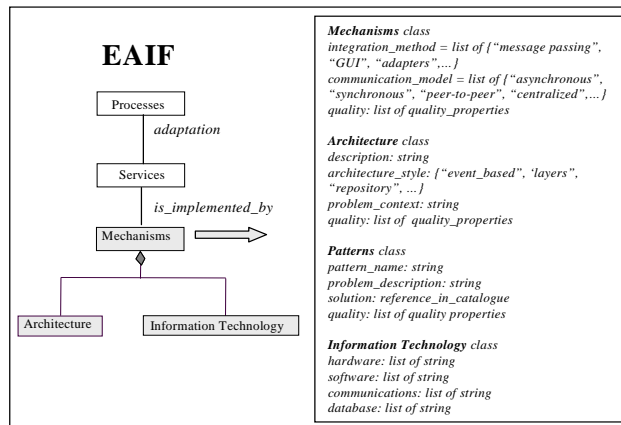 EAIF
Processes
adaptation
Services
is_implemented_by
Mechanisms
Architecture
Information Technology
Mechanisms class
integration_method = list of {“message passing”,
“GUI”, “adapters”,…}
communication_model = list of {“asynchronous”,
“synchronous”, “peer-to-peer”, “centralized”,…}
quality: list of quality_properties
Architecture class
description: string
architecture_style: {“event_based”, ‘layers”,
“repository”, …}
problem_context: string
quality: list of quality_properties
Patterns class
pattern_name: string
problem_description: string
solution: reference_in_catalogue
quality: list of quality properties
Information Technology class
hardware: list of string
software: list of string
communications: list of string
database: list of string